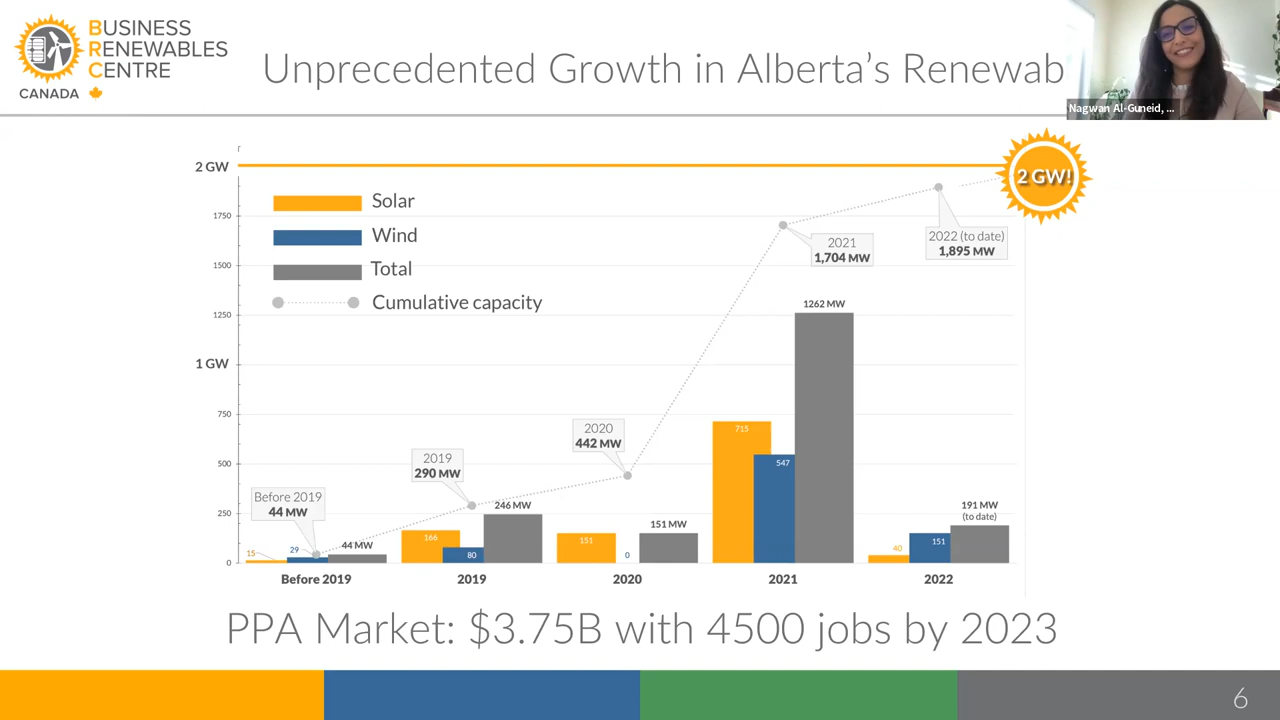 BUSINESS
RENEWABLES
CENTRE
CANADA
Unprecedented Growth in Alberta’s Renewab
Nagwan Al-Guneid, ...
2 GW
1750
1500
1250
1 GW
750
500
250
0
Solar
Wind
Total
Cumulative capacity
2 GW!
Before 2019
44 MW
2019
290 MW
2020
442 MW
2021
1,704 MW
2022 (to date)
1,895 MW
15
29
44 MW
166
80
246 MW
151
0
151 MW
715
547
1262 MW
40
151
191 MW
(to date)
Before 2019
2019
2020
2021
2022
PPA Market: $3.75B with 4500 jobs by 2023
6